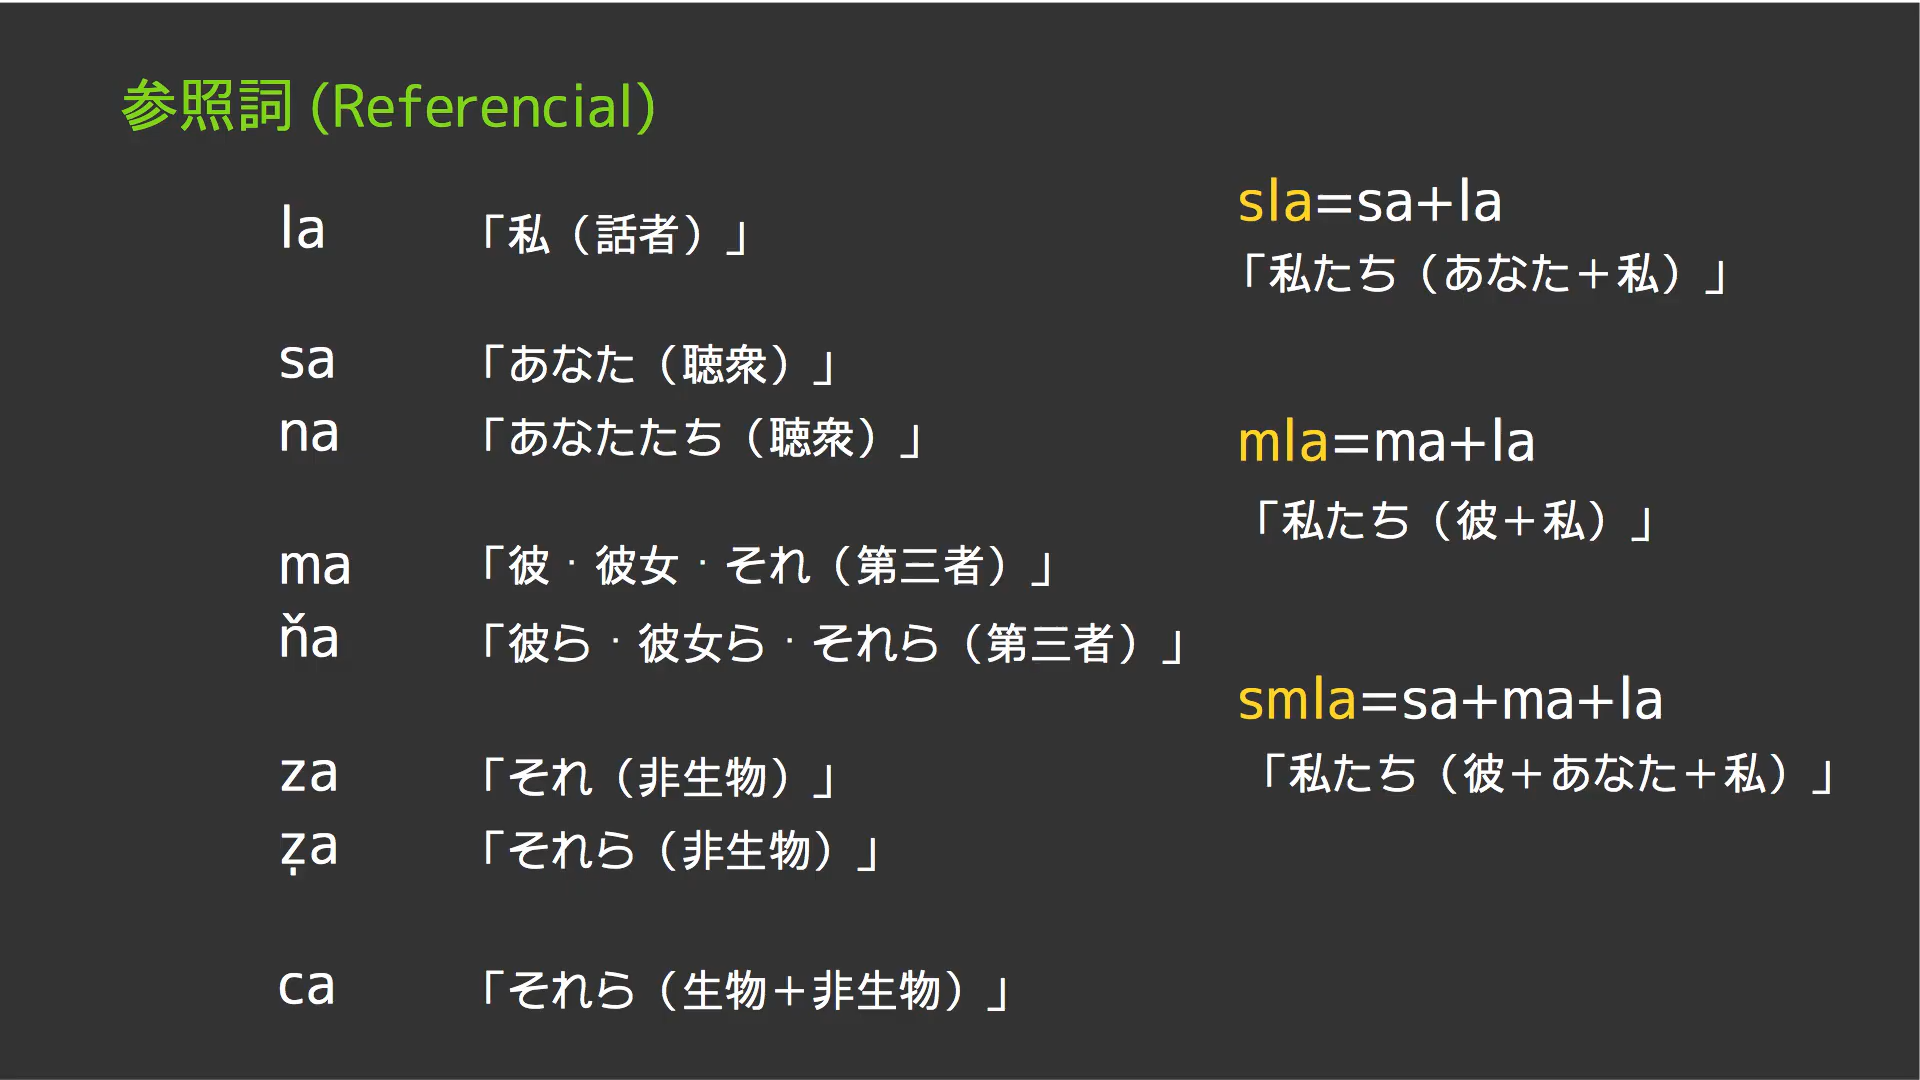 参照詞 (Referencial)
la 「私（話者）」
sa 「あなた（聴衆）」
na 「あなたたち（聴衆）」
ma 「彼・彼女・それ（第三者）」
ňa 「彼ら・彼女ら・それら（第三者）」
za 「それ（非生物）」
ẓa 「それら（非生物）」
ca 「それら（生物＋非生物）」
sla=sa+la
「私たち（あなた＋私）」
mla=ma+la
「私たち（彼＋私）」
smla=sa+ma+la
「私たち（彼＋あなた＋私）」